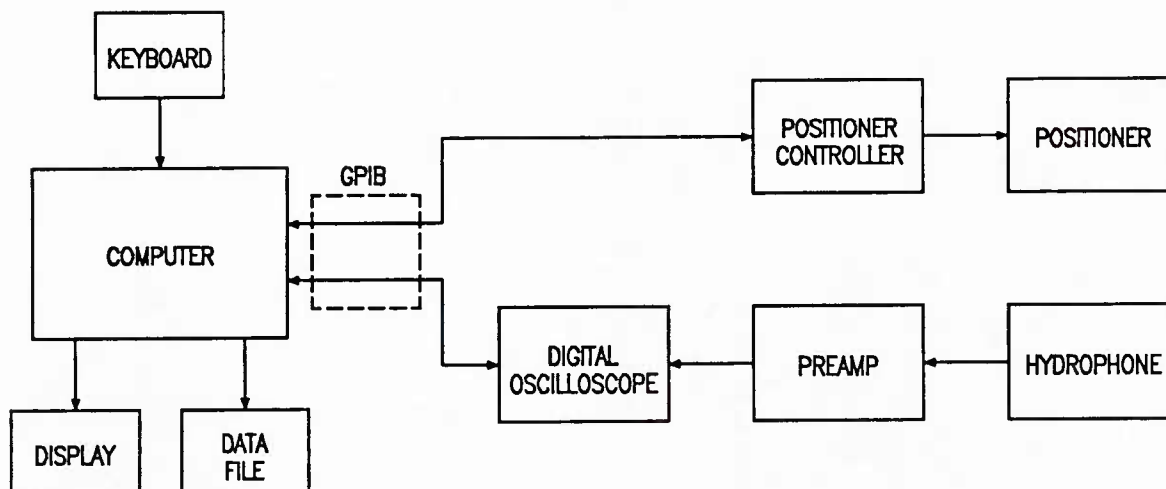 KEYBOARD
POSITIONER
CONTROLLER
POSITIONER
GPIB
COMPUTER
DIGITAL
OSCILLOSCOPE
PREAMP
HYDROPHONE
DISPLAY
DATA
FILE